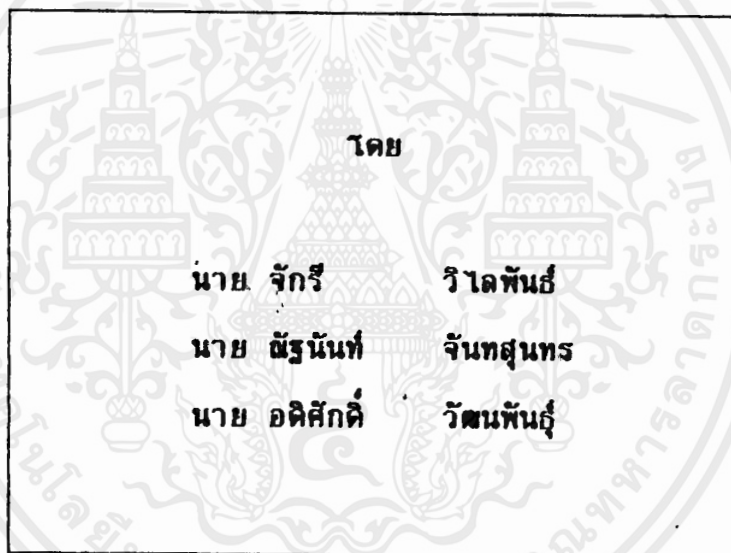 โดย
นาย จักรี วิไลพันธ์
นาย ณัฐนันท์ จันทสุนทร
นาย อดิศักดิ์ วัฒนพันธุ์